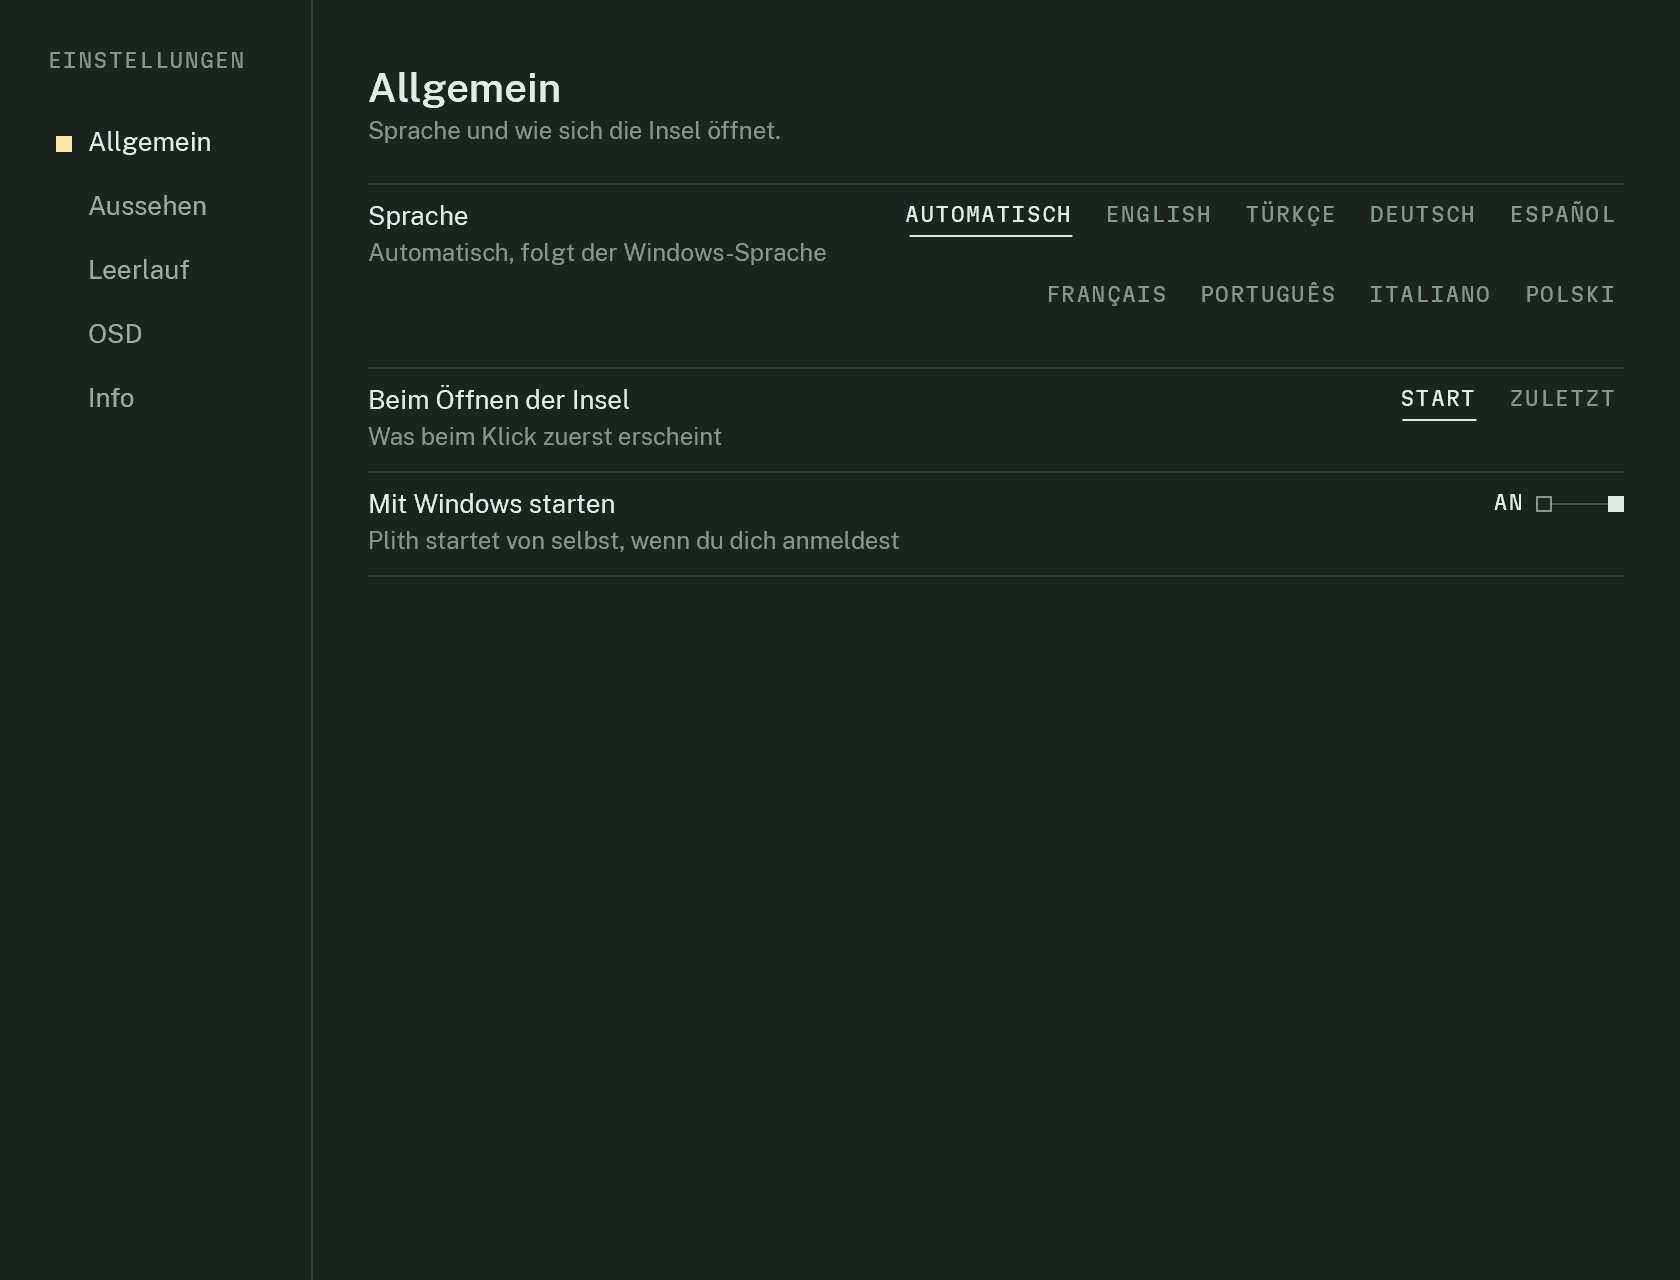 EINSTELLUNGEN
Allgemein
Aussehen
Leerlauf
OSD
Info
Allgemein
Sprache und wie sich die Insel öffnet.
Sprache
Automatisch, folgt der Windows-Sprache
AUTOMATISCH ENGLISH TÜRKÇE DEUTSCH ESPAÑOL
FRANÇAIS PORTUGUÊS ITALIANO POLSKI
Beim Öffnen der Insel
Was beim Klick zuerst erscheint
START ZULETZT
Mit Windows starten
Plith startet von selbst, wenn du dich anmeldest
AN